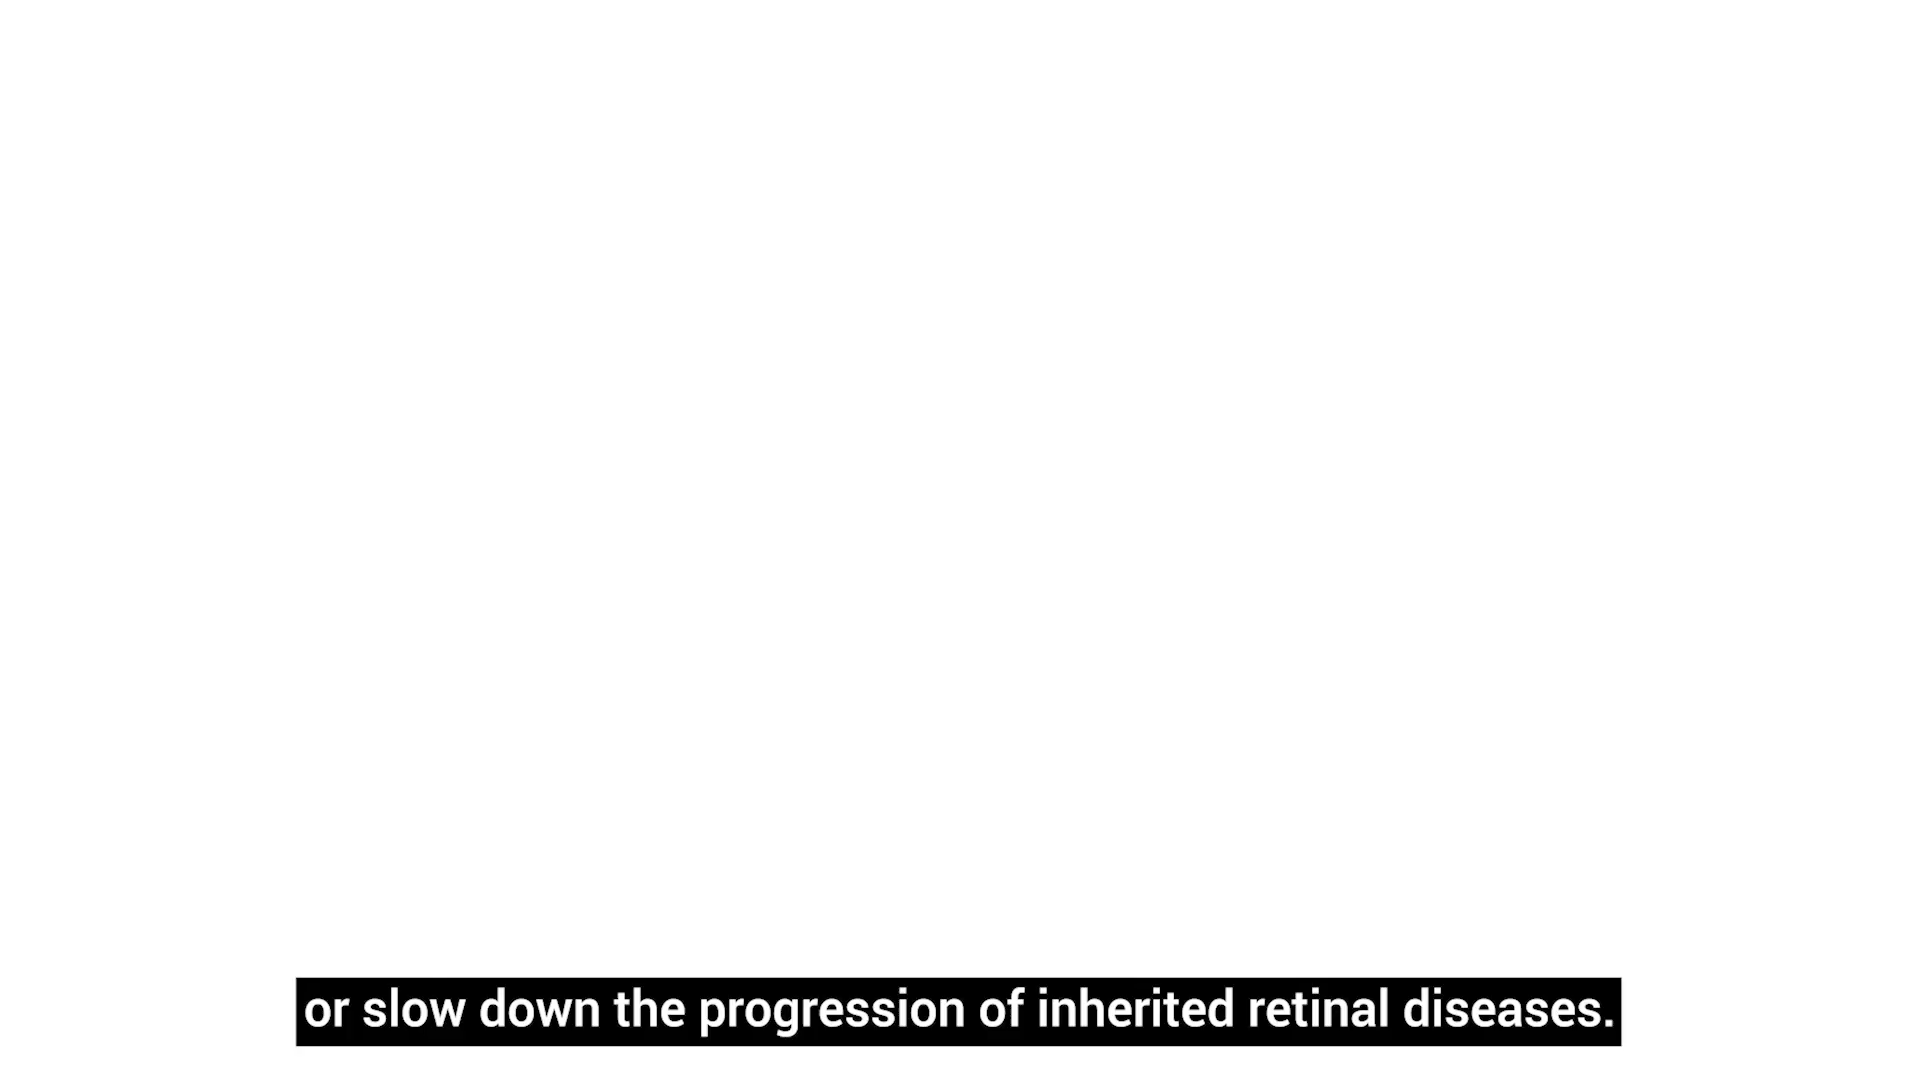 or slow down the progression of inherited retinal diseases.